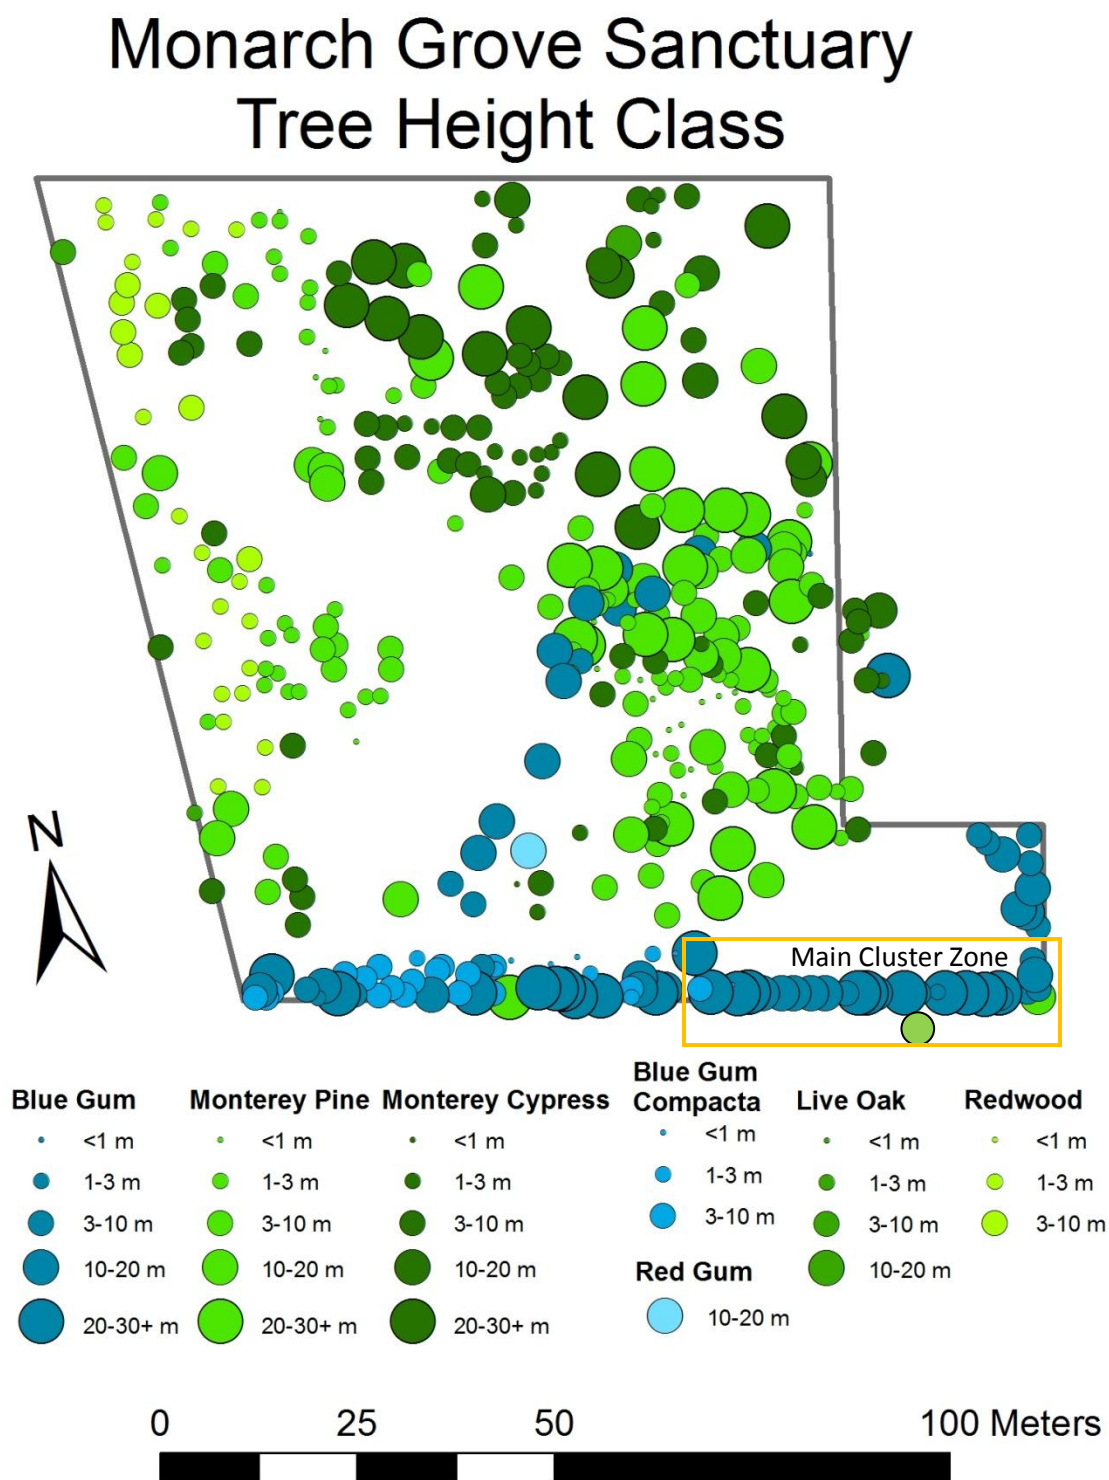 Monarch Grove Sanctuary
Tree Height Class
N
Main Cluster Zone
Blue Gum
<1 m
1-3 m
3-10 m
10-20 m
20-30+ m
Monterey Pine
<1 m
1-3 m
3-10 m
10-20 m
20-30+ m
Monterey Cypress
<1 m
1-3 m
3-10 m
10-20 m
20-30+ m
Blue Gum
Compacta
<1 m
1-3 m
3-10 m
Red Gum
10-20 m
Live Oak
<1 m
1-3 m
3-10 m
10-20 m
Redwood
<1 m
1-3 m
3-10 m
0 25 50 100 Meters